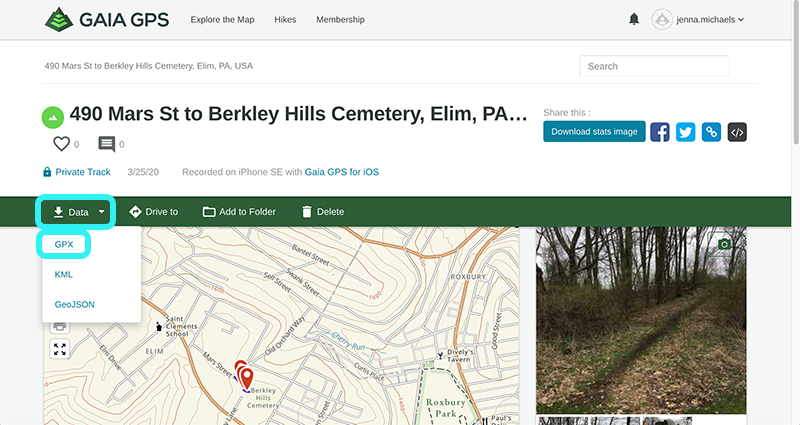 GAIA GPS
Explore the Map
Hikes
Membership
jenna.michaels
490 Mars St to Berkley Hills Cemetery, Elim, PA, USA
Search
490 Mars St to Berkley Hills Cemetery, Elim, PA…
Share this :
Download stats image
0
0
Private Track
3/25/20
Recorded on iPhone SE with Gaia GPS for iOS
Data
Drive to
Add to Folder
Delete
GPX
KML
GeoJSON
Bantel Street
Swank Street
Sell Street
1600
ROXBURY
Saint
Clements
School
Old Orchard Way
Cherry Run
Good Street
Dively's
Tavern
ELIM
Elm Drive
Mars Street
Curtis Place
Berkley
Hills
Cemetery
1400
Roxbury
Park
Lane
Paul's